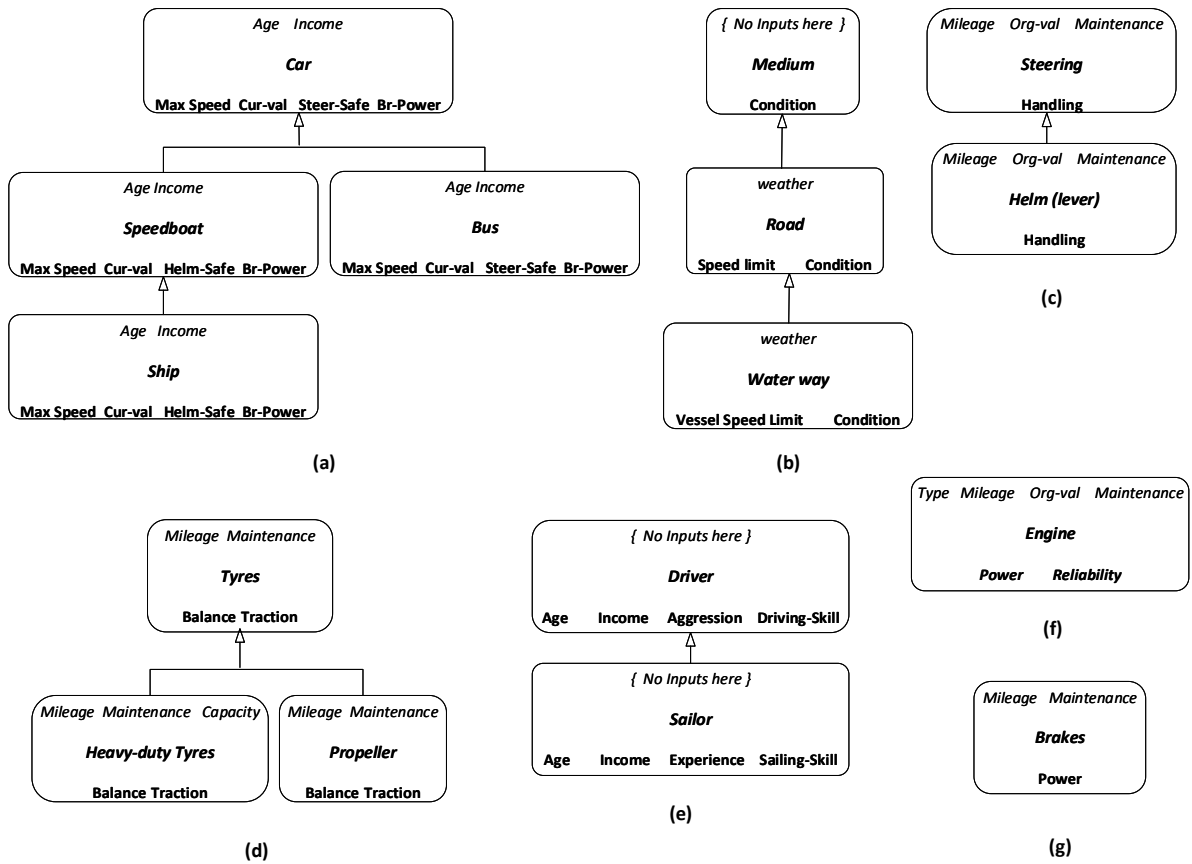 Age Income
Car
Max Speed Cur-val Steer-Safe Br-Power
Age Income
Speedboat
Max Speed Cur-val Helm-Safe Br-Power
Age Income
Bus
Max Speed Cur-val Steer-Safe Br-Power
Age Income
Ship
Max Speed Cur-val Helm-Safe Br-Power
(a)
{ No Inputs here }
Medium
Condition
weather
Road
Speed limit Condition
weather
Water way
Vessel Speed Limit Condition
(b)
Mileage Org-val Maintenance
Steering
Handling
Mileage Org-val Maintenance
Helm (lever)
Handling
(c)
Mileage Maintenance
Tyres
Balance Traction
Mileage Maintenance Capacity
Heavy-duty Tyres
Balance Traction
Mileage Maintenance
Propeller
Balance Traction
(d)
{ No Inputs here }
Driver
Age Income Aggression Driving-Skill
{ No Inputs here }
Sailor
Age Income Experience Sailing-Skill
(e)
Type Mileage Org-val Maintenance
Engine
Power Reliability
(f)
Mileage Maintenance
Brakes
Power
(g)